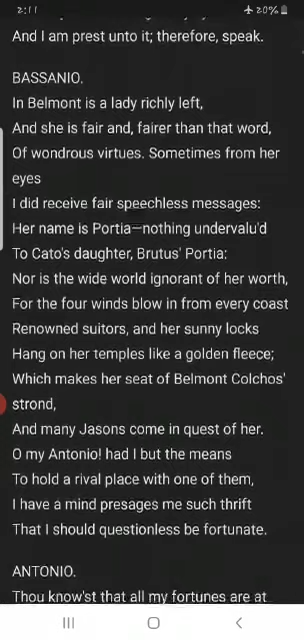 2:11
20%
And I am prest unto it; therefore, speak.
BASSANIO.
In Belmont is a lady richly left,
And she is fair and, fairer than that word,
Of wondrous virtues. Sometimes from her
eyes
I did receive fair speechless messages:
Her name is Portia—nothing undervalu'd
To Cato's daughter, Brutus' Portia:
Nor is the wide world ignorant of her worth,
For the four winds blow in from every coast
Renowned suitors, and her sunny locks
Hang on her temples like a golden fleece;
Which makes her seat of Belmont Colchos'
strond,
And many Jasons come in quest of her.
O my Antonio! had I but the means
To hold a rival place with one of them,
I have a mind presages me such thrift
That I should questionless be fortunate.
ANTONIO.
Thou know'st that all my fortunes are at